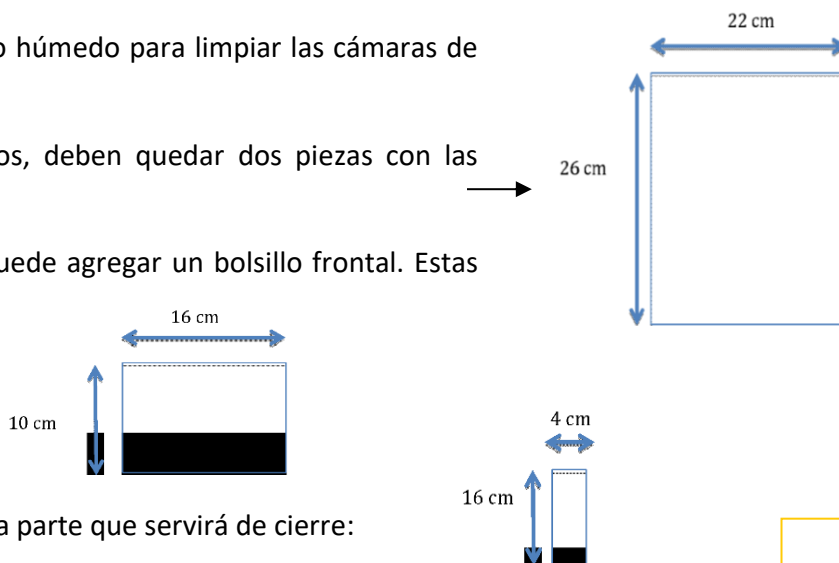 22 cm
húmedo para limpiar las cámaras de
os, deben quedar dos piezas con las
26 cm
uede agregar un bolsillo frontal. Estas
16 cm
10 cm
4 cm
16 cm
a parte que servirá de cierre: